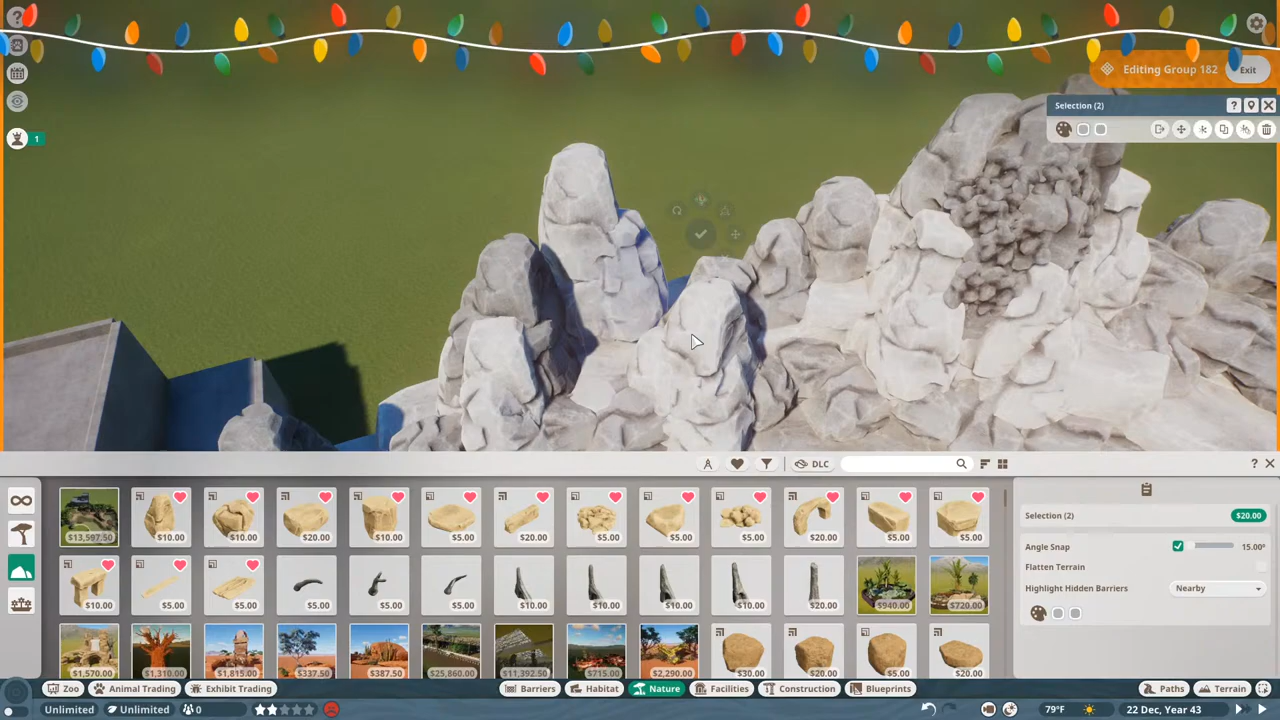 Editing Group 182
Exit
Selection (2)
?
1
DLC
?
$13,597.50
$10.00
$10.00
$20.00
$10.00
$5.00
$20.00
$5.00
$5.00
$5.00
$20.00
$5.00
$5.00
$10.00
$5.00
$5.00
$5.00
$5.00
$5.00
$10.00
$10.00
$10.00
$10.00
$20.00
$940.00
$720.00
$1,570.00
$1,310.00
$1,815.00
$337.50
$387.50
$25,860.00
$11,392.50
$715.00
$2,290.00
$30.00
$20.00
$5.00
$20.00
Selection (2)
$20.00
Angle Snap
15.00°
Flatten Terrain
Highlight Hidden Barriers
Nearby
Zoo
Animal Trading
Exhibit Trading
Barriers
Habitat
Nature
Facilities
Construction
Blueprints
Paths
Terrain
Unlimited
Unlimited
0
79°F
22 Dec, Year 43